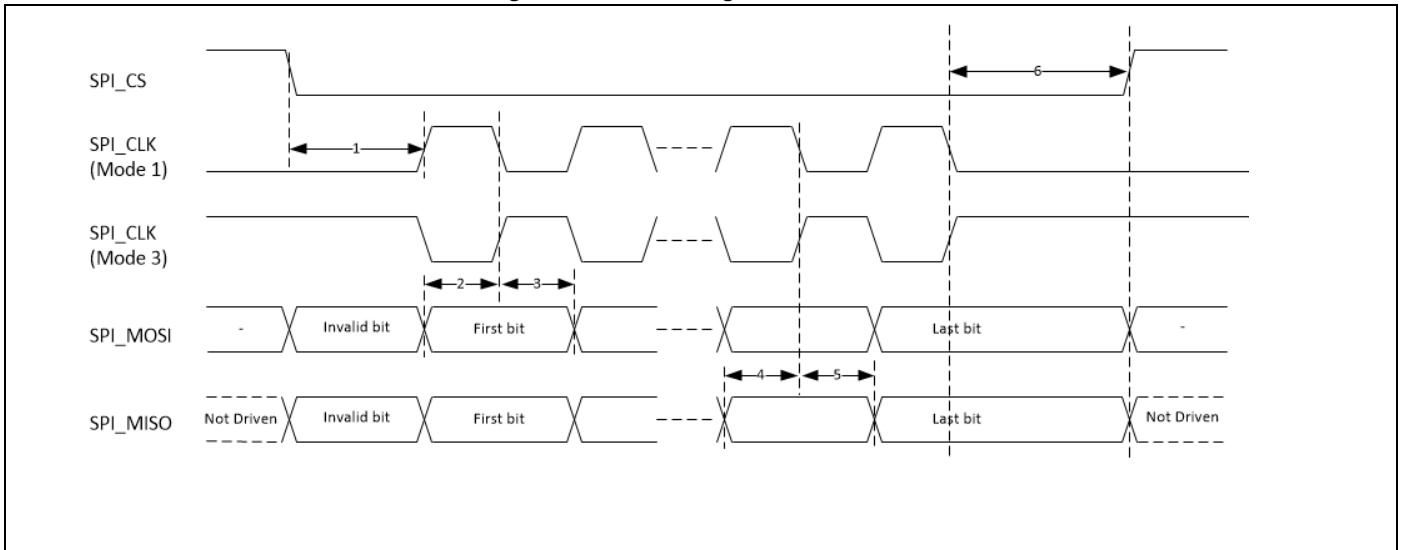 SPI_CS
6
SPI_CLK
(Mode 1)
1
SPI_CLK
(Mode 3)
2
3
SPI_MOSI
-
Invalid bit
First bit
Last bit
-
4
5
SPI_MISO
Not Driven
Invalid bit
First bit
Last bit
Not Driven